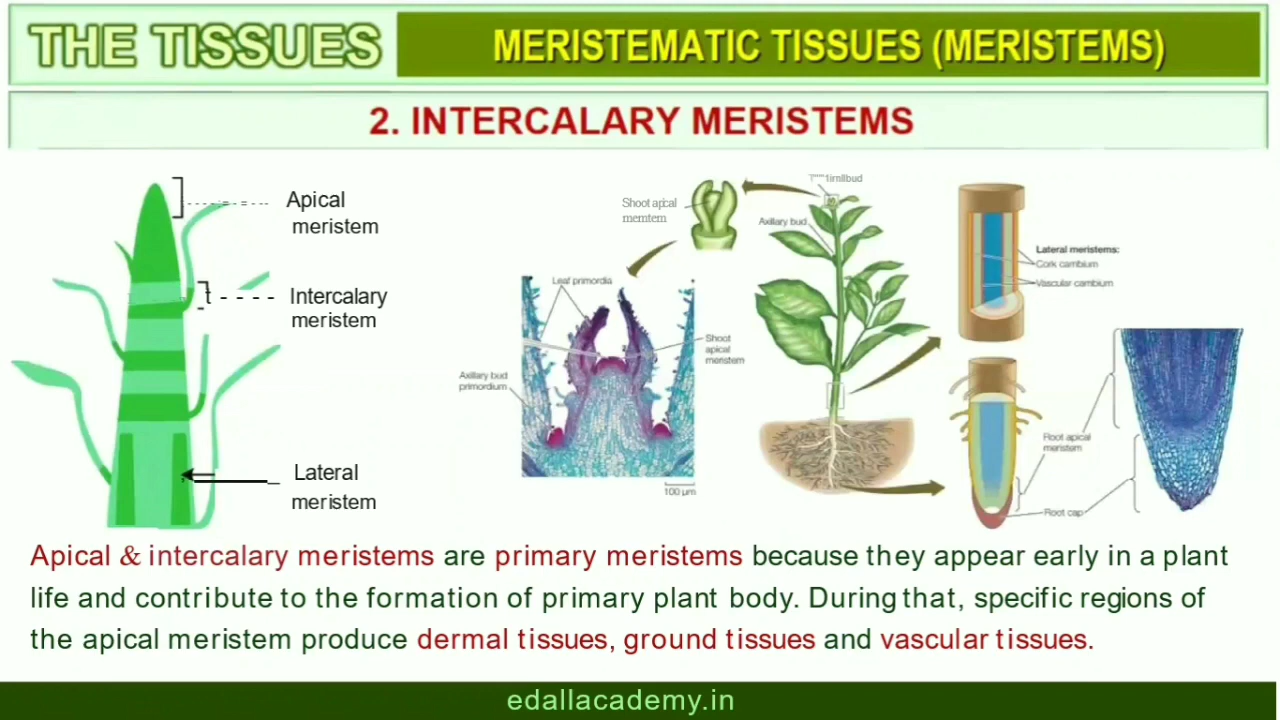 THE TISSUES
MERISTEMATIC TISSUES (MERISTEMS)
2. INTERCALARY MERISTEMS
Apical
meristem
Intercalary
meristem
Lateral
meristem
Shoot apical
Axillary bud
Leaf primordia
Shoot
apical
meristem
Axillary bud
primordium
100 µm
Lateral meristems:
Cork cambium
Vascular cambium
Root apical
meristem
Root cap
Apical & intercalary meristems are primary meristems because they appear early in a plant
life and contribute to the formation of primary plant body. During that, specific regions of
the apical meristem produce dermal tissues, ground tissues and vascular tissues.
edallacademy.in